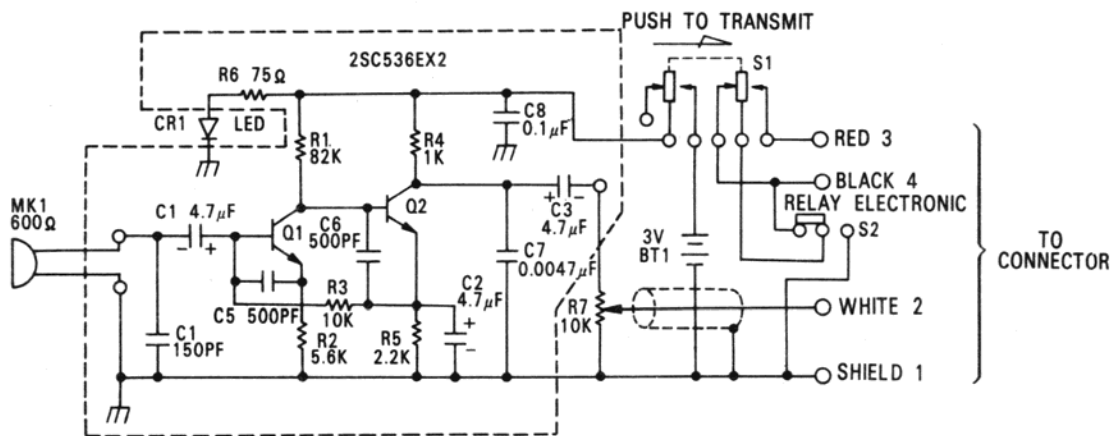 PUSH TO TRANSMIT
2SC536EX2
S1
R6 75Ω
CR1
LED
C8
0.1μF
R1
82K
R4
1K
RED 3
BLACK 4
RELAY ELECTRONIC
S2
MK1
600Ω
C1 4.7μF
Q1
Q2
C6
500PF
C3
4.7μF
C7
0.0047μF
3V
BT1
TO
CONNECTOR
C5 500PF
R3
10K
C2
4.7μF
R7
10K
WHITE 2
C1
150PF
R2
5.6K
R5
2.2K
SHIELD 1
+
-
+
-
+
-